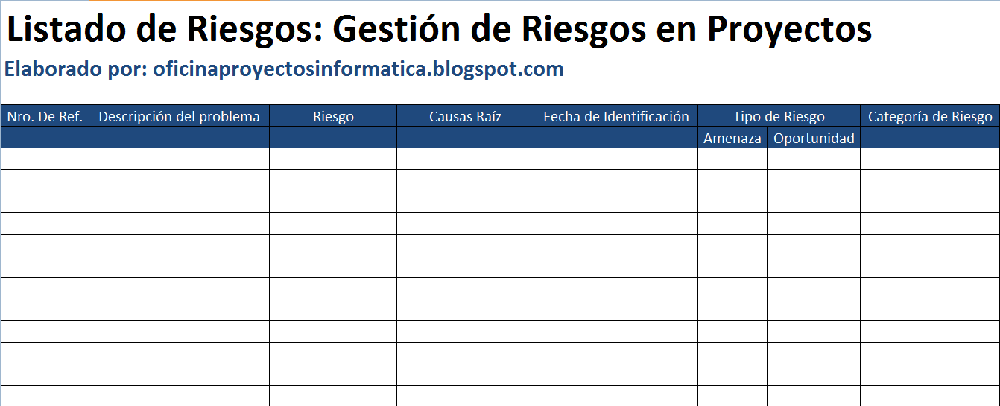 Listado de Riesgos: Gestión de Riesgos en Proyectos
Elaborado por: oficinaproyectosinformatica.blogspot.com
Nro. De Ref. Descripción del problema Riesgo Causas Raíz Fecha de Identificación Tipo de Riesgo Categoría de Riesgo
Amenaza Oportunidad